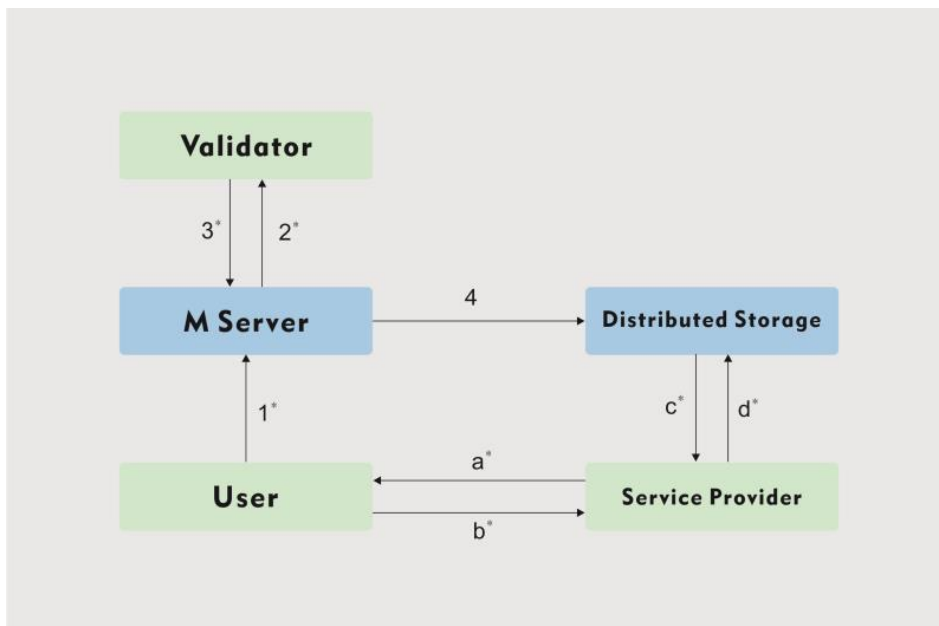 Validator
3* 2*
M Server
4
Distributed Storage
1*
c* d*
User
a*
b*
Service Provider